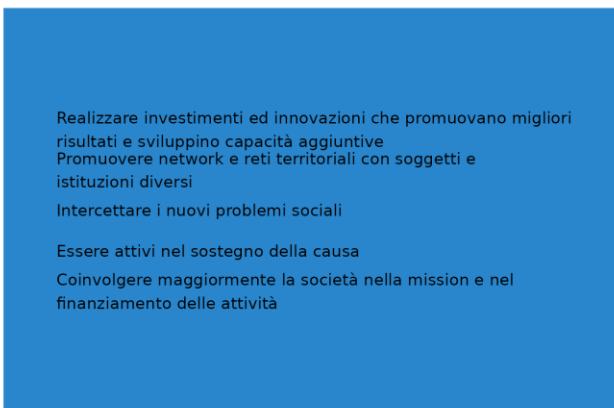 Realizzare investimenti ed innovazioni che promuovano migliori
risultati e sviluppino capacità aggiuntive
Promuovere network e reti territoriali con soggetti e
istituzioni diversi
Intercettare i nuovi problemi sociali
Essere attivi nel sostegno della causa
Coinvolgere maggiormente la società nella mission e nel
finanziamento delle attività